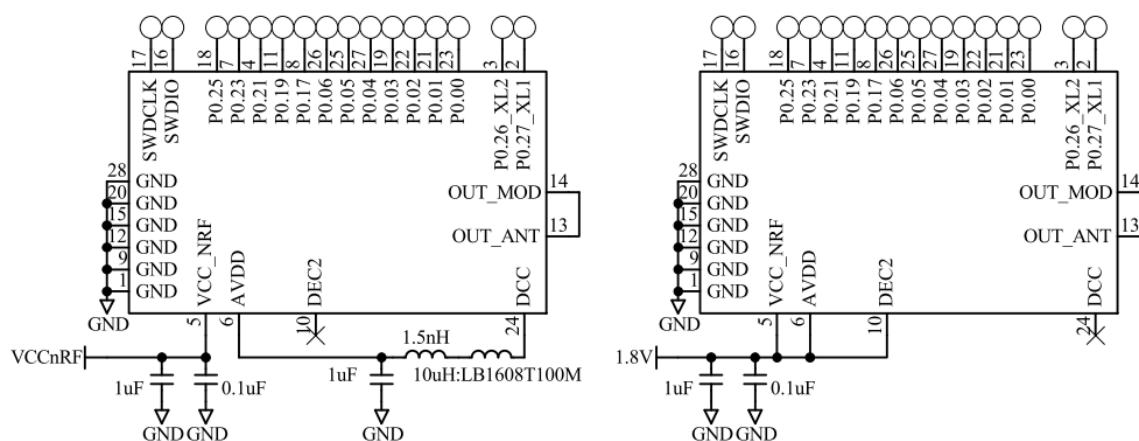 17 16 18 7 4 11 8 26 25 27 19 22 21 23 3 2
SWDCLK SWDIO P0.25 P0.23 P0.21 P0.19 P0.17 P0.06 P0.05 P0.04 P0.03 P0.02 P0.01 P0.00 P0.26_XL2 P0.27_XL1
28 GND
20 GND
15 GND
12 GND
9 GND
1 GND
OUT_MOD 14
OUT_ANT 13
VCC_NRF AVDD DEC2 DCC
5 6 10 24
GND
VCCnRF
1.5nH
10uH:LB1608T100M
1uF 0.1uF 1uF
GND GND GND
17 16 18 7 4 11 8 26 25 27 19 22 21 23 3 2
SWDCLK SWDIO P0.25 P0.23 P0.21 P0.19 P0.17 P0.06 P0.05 P0.04 P0.03 P0.02 P0.01 P0.00 P0.26_XL2 P0.27_XL1
28 GND
20 GND
15 GND
12 GND
9 GND
1 GND
OUT_MOD 14
OUT_ANT 13
VCC_NRF AVDD DEC2 DCC
5 6 10 24
GND
1.8V
1uF 0.1uF
GND GND